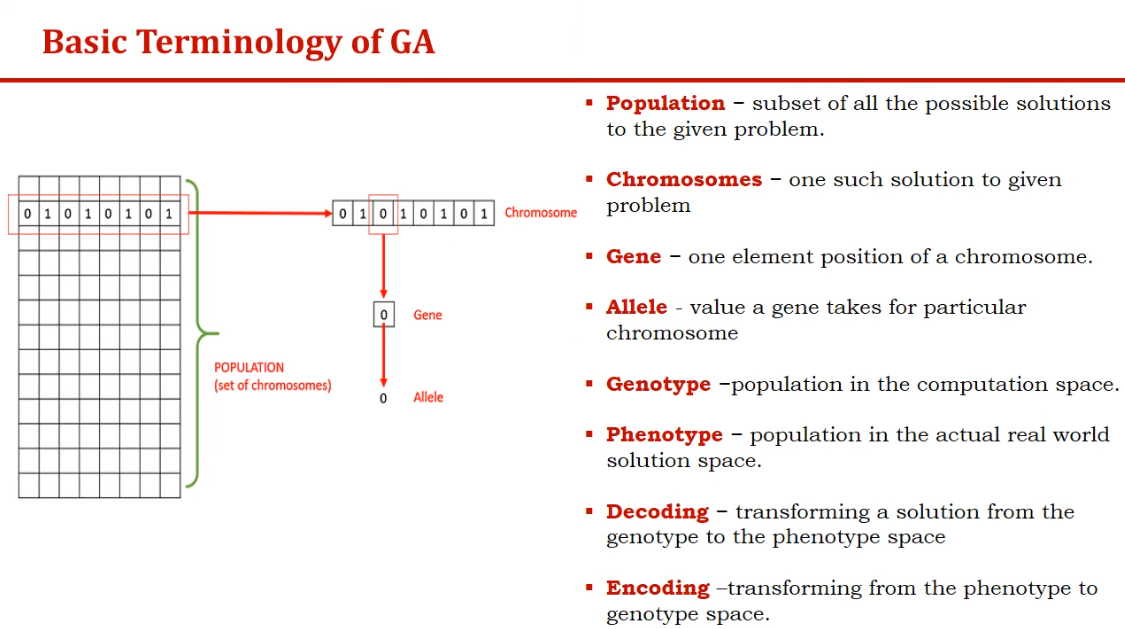 Basic Terminology of GA
0 1 0 1 0 1 0 1
0 1 0 1 0 1 0 1 Chromosome
0 Gene
POPULATION
(set of chromosomes)
0 Allele
▪ Population – subset of all the possible solutions
to the given problem.
▪ Chromosomes – one such solution to given
problem
▪ Gene – one element position of a chromosome.
▪ Allele - value a gene takes for particular
chromosome
▪ Genotype –population in the computation space.
▪ Phenotype – population in the actual real world
solution space.
▪ Decoding – transforming a solution from the
genotype to the phenotype space
▪ Encoding –transforming from the phenotype to
genotype space.